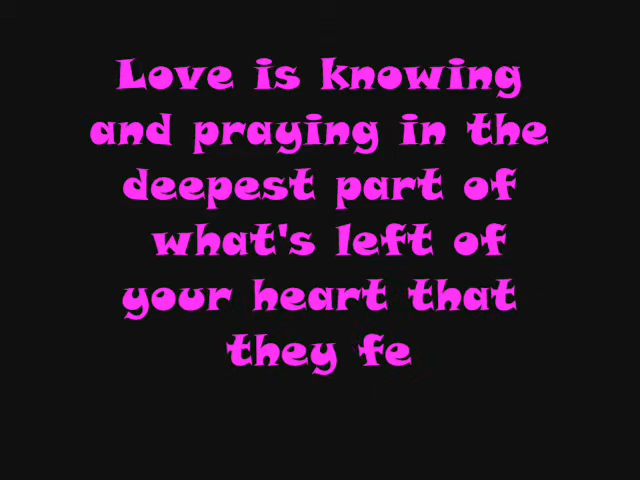 Love is knowing
and praying in the
deepest part of
what's left of
your heart that
they fe